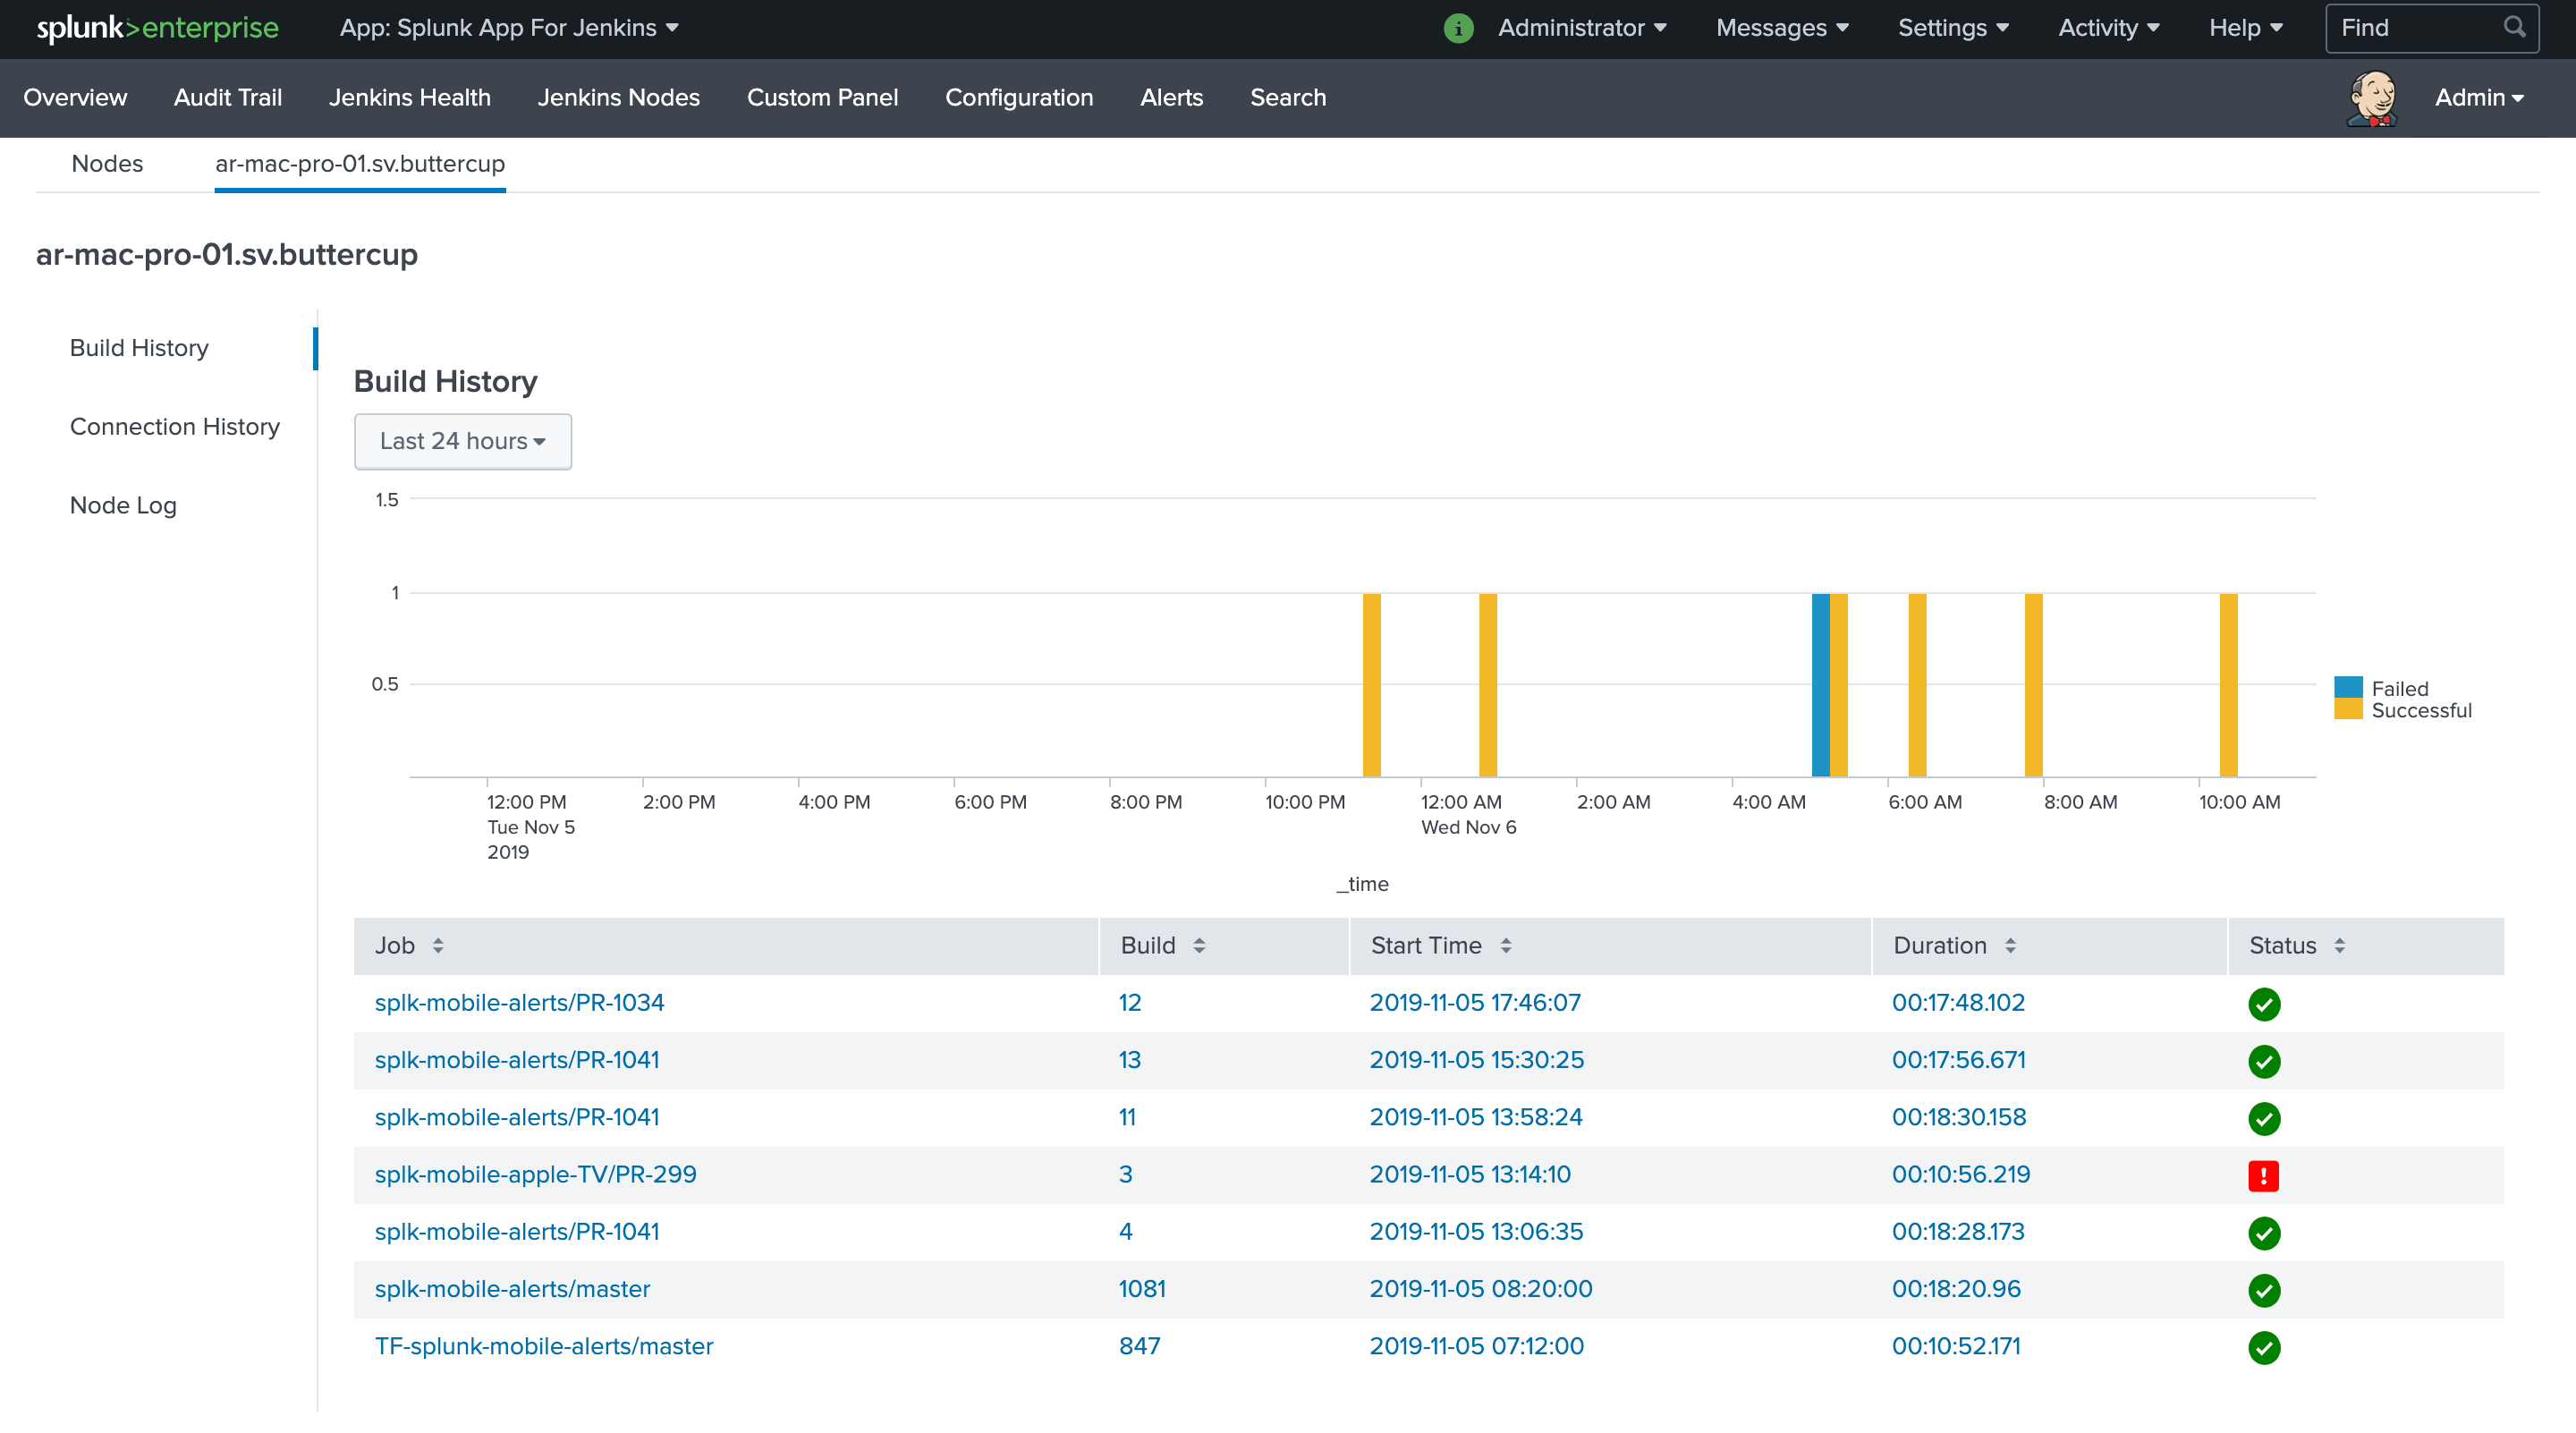 splunk>enterprise App: Splunk App For Jenkins i Administrator Messages Settings Activity Help Find
Overview Audit Trail Jenkins Health Jenkins Nodes Custom Panel Configuration Alerts Search Admin
Nodes ar-mac-pro-01.sv.buttercup
ar-mac-pro-01.sv.buttercup
Build History
Connection History
Node Log
Build History
Last 24 hours
1.5
1
0.5
Failed
Successful
12:00 PM 2:00 PM 4:00 PM 6:00 PM 8:00 PM 10:00 PM 12:00 AM 2:00 AM 4:00 AM 6:00 AM 8:00 AM 10:00 AM
Tue Nov 5 Wed Nov 6
2019
_time
Job Build Start Time Duration Status
splk-mobile-alerts/PR-1034 12 2019-11-05 17:46:07 00:17:48.102
splk-mobile-alerts/PR-1041 13 2019-11-05 15:30:25 00:17:56.671
splk-mobile-alerts/PR-1041 11 2019-11-05 13:58:24 00:18:30.158
splk-mobile-apple-TV/PR-299 3 2019-11-05 13:14:10 00:10:56.219 !
splk-mobile-alerts/PR-1041 4 2019-11-05 13:06:35 00:18:28.173
splk-mobile-alerts/master 1081 2019-11-05 08:20:00 00:18:20.96
TF-splunk-mobile-alerts/master 847 2019-11-05 07:12:00 00:10:52.171